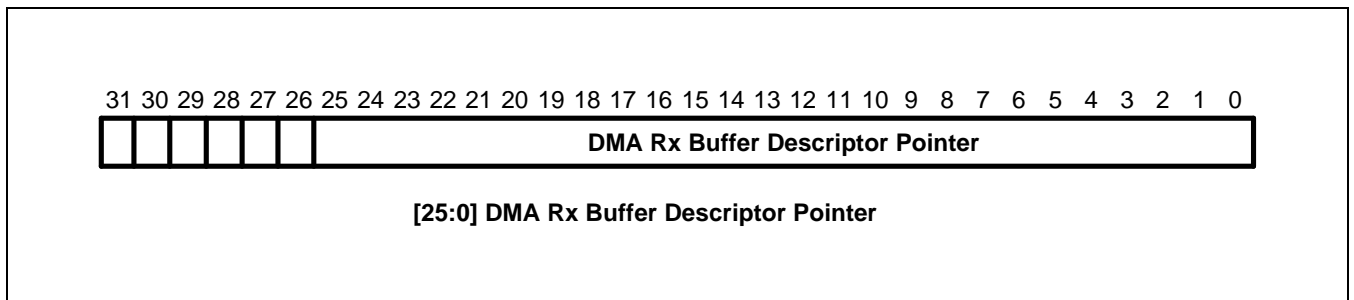 31 30 29 28 27 26 25 24 23 22 21 20 19 18 17 16 15 14 13 12 11 10 9 8 7 6 5 4 3 2 1 0
DMA Rx Buffer Descriptor Pointer
[25:0] DMA Rx Buffer Descriptor Pointer